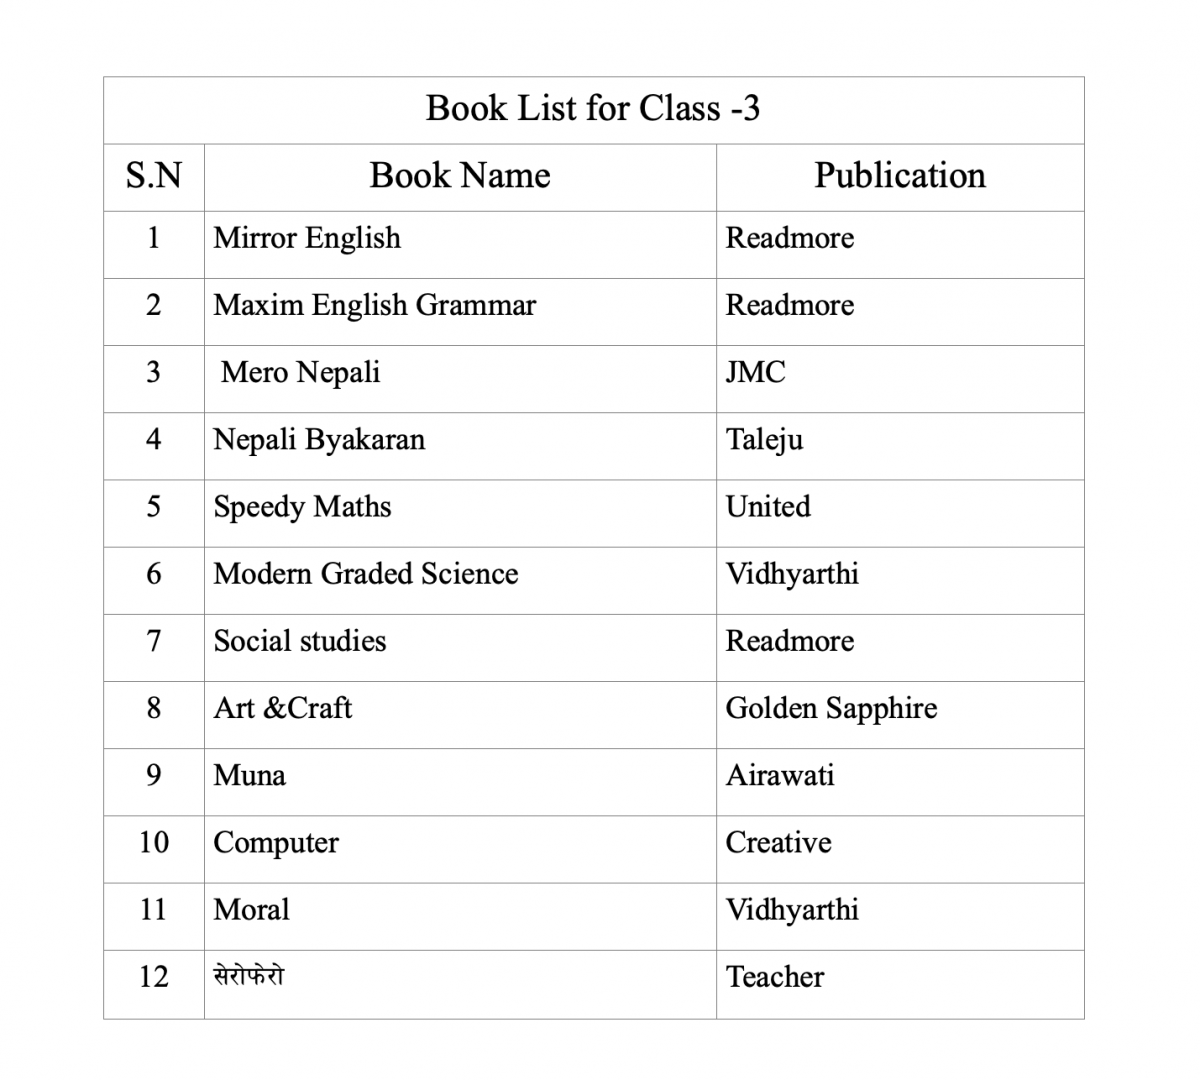 Book List for Class -3
S.N Book Name Publication
1 Mirror English Readmore
2 Maxim English Grammar Readmore
3 Mero Nepali JMC
4 Nepali Byakaran Taleju
5 Speedy Maths United
6 Modern Graded Science Vidhyarthi
7 Social studies Readmore
8 Art &Craft Golden Sapphire
9 Muna Airawati
10 Computer Creative
11 Moral Vidhyarthi
12 सेरोफेरो Teacher